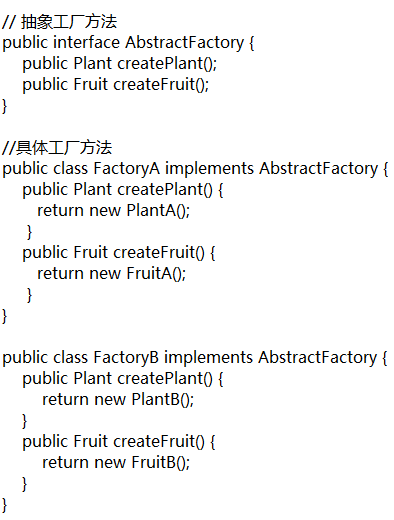 // 抽象工厂方法
public interface AbstractFactory {
public Plant createPlant();
public Fruit createFruit();
}
//具体工厂方法
public class FactoryA implements AbstractFactory {
public Plant createPlant() {
return new PlantA();
}
public Fruit createFruit() {
return new FruitA();
}
}
public class FactoryB implements AbstractFactory {
public Plant createPlant() {
return new PlantB();
}
public Fruit createFruit() {
return new FruitB();
}
}